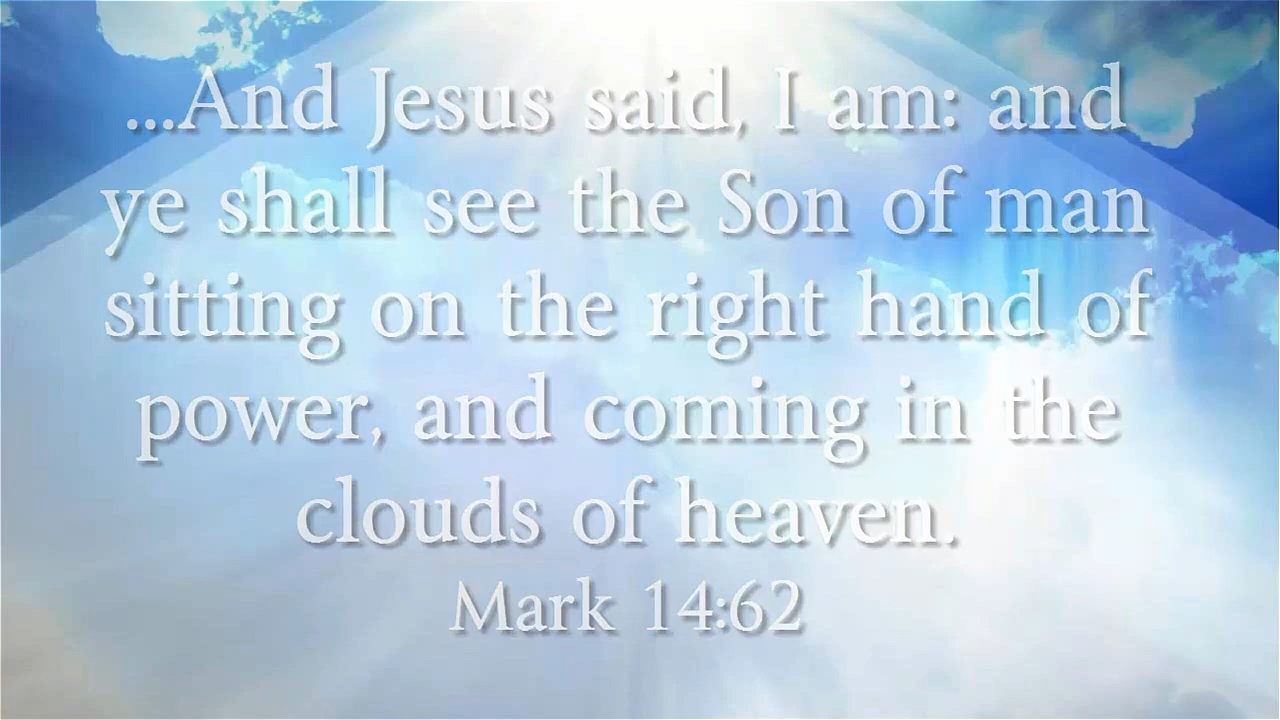 ...And Jesus said, I am: and
ye shall see the Son of man
sitting on the right hand of
power, and coming in the
clouds of heaven.
Mark 14:62